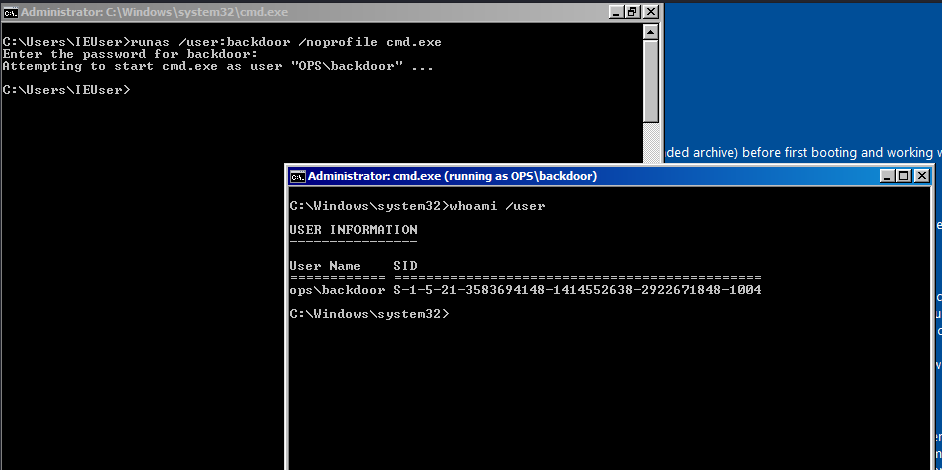 Administrator: C:\Windows\system32\cmd.exe
C:\Users\IEUser>runas /user:backdoor /noprofile cmd.exe
Enter the password for backdoor:
Attempting to start cmd.exe as user "OPS\backdoor" ...
C:\Users\IEUser>
ded archive) before first booting and working
Administrator: cmd.exe (running as OPS\backdoor)
C:\Windows\system32>whoami /user
USER INFORMATION
----------------
User Name    SID
============ ==============================================
ops\backdoor S-1-5-21-3583694148-1414552638-2922671848-1004
C:\Windows\system32>